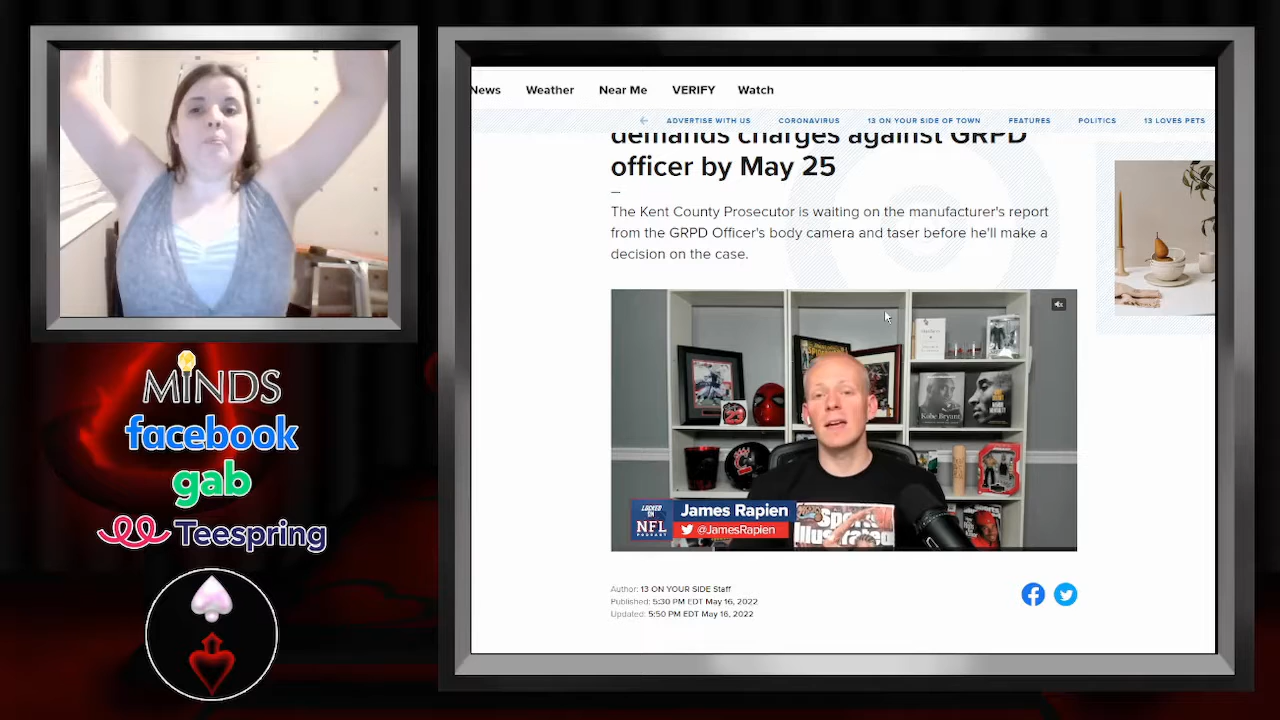 News Weather Near Me VERIFY Watch
ADVERTISE WITH US CORONAVIRUS 13 ON YOUR SIDE OF TOWN FEATURES POLITICS 13 LOVES PETS
demands charges against GRPD
officer by May 25
The Kent County Prosecutor is waiting on the manufacturer's report
from the GRPD Officer's body camera and taser before he'll make a
decision on the case.
Kobe Bryant
LOCKED ON
NFL
PODCAST
James Rapien
@JamesRapien
Sports
Illustrated
Author: 13 ON YOUR SIDE Staff
Published: 5:30 PM EDT May 16, 2022
Updated: 5:50 PM EDT May 16, 2022
MINDS
facebook
gab
Teespring